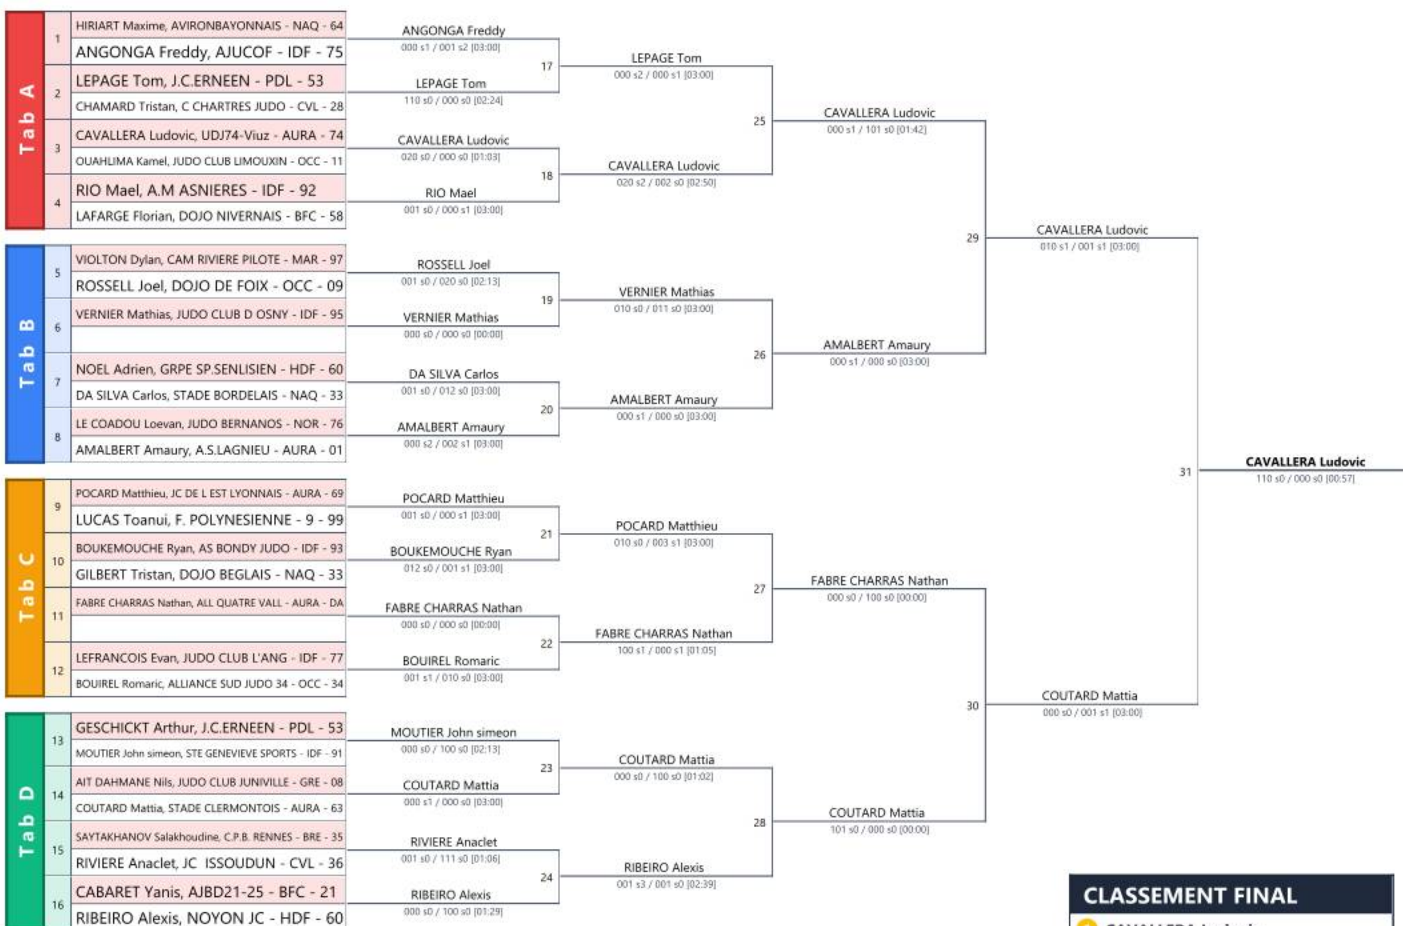 Tab A
1
HIRIART Maxime, AVIRONBAYONNAIS - NAQ - 64
ANGONGA Freddy, AJUCOF - IDF - 75
2
LEPAGE Tom, J.C.ERNEEN - PDL - 53
CHAMARD Tristan, C CHARTRES JUDO - CVL - 28
3
CAVALLERA Ludovic, UDJ74-Viuz - AURA - 74
OUAHLIMA Kamel, JUDO CLUB LIMOUXIN - OCC - 11
4
RIO Mael, A.M ASNIERES - IDF - 92
LAFARGE Florian, DOJO NIVERNAIS - BFC - 58
Tab B
5
VIOLTON Dylan, CAM RIVIERE PILOTE - MAR - 97
ROSSELL Joel, DOJO DE FOIX - OCC - 09
6
VERNIER Mathias, JUDO CLUB D OSNY - IDF - 95
7
NOEL Adrien, GRPE SP.SENLISIEN - HDF - 60
DA SILVA Carlos, STADE BORDELAIS - NAQ - 33
8
LE COADOU Loevan, JUDO BERNANOS - NOR - 76
AMALBERT Amaury, A.S.LAGNIEU - AURA - 01
Tab C
9
POCARD Matthieu, JC DE L EST LYONNAIS - AURA - 69
LUCAS Toanui, F. POLYNESIENNE - 9 - 99
10
BOUKEMOUCHE Ryan, AS BONDY JUDO - IDF - 93
GILBERT Tristan, DOJO BEGLAIS - NAQ - 33
11
FABRE CHARRAS Nathan, ALL QUATRE VALL - AURA - DA
12
LEFRANCOIS Evan, JUDO CLUB L'ANG - IDF - 77
BOUIREL Romaric, ALLIANCE SUD JUDO 34 - OCC - 34
Tab D
13
GESCHICKT Arthur, J.C.ERNEEN - PDL - 53
MOUTIER John simeon, STE GENEVIEVE SPORTS - IDF - 91
14
AIT DAHMANE Nils, JUDO CLUB JUNIVILLE - GRE - 08
COUTARD Mattia, STADE CLERMONTOIS - AURA - 63
15
SAYTAKHANOV Salakhoudine, C.P.B. RENNES - BRE - 35
RIVIERE Anaclet, JC ISSOUDUN - CVL - 36
16
CABARET Yanis, AJBD21-25 - BFC - 21
RIBEIRO Alexis, NOYON JC - HDF - 60
ANGONGA Freddy
000 s1 / 001 s2 [03:00]
17
LEPAGE Tom
110 s0 / 000 s0 [02:24]
CAVALLERA Ludovic
020 s0 / 000 s0 [01:03]
18
RIO Mael
001 s0 / 000 s1 [03:00]
ROSSELL Joel
001 s0 / 020 s0 [02:13]
19
VERNIER Mathias
000 s0 / 000 s0 [00:00]
DA SILVA Carlos
001 s0 / 012 s0 [03:00]
20
AMALBERT Amaury
000 s2 / 002 s1 [03:00]
POCARD Matthieu
001 s0 / 000 s1 [03:00]
21
BOUKEMOUCHE Ryan
012 s0 / 001 s1 [03:00]
FABRE CHARRAS Nathan
000 s0 / 000 s0 [00:00]
22
BOUIREL Romaric
001 s1 / 010 s0 [03:00]
MOUTIER John simeon
000 s0 / 100 s0 [02:13]
23
COUTARD Mattia
000 s1 / 000 s0 [03:00]
RIVIERE Anaclet
001 s0 / 111 s0 [01:06]
24
RIBEIRO Alexis
000 s0 / 100 s0 [01:29]
LEPAGE Tom
000 s2 / 000 s1 [03:00]
25
CAVALLERA Ludovic
020 s2 / 002 s0 [02:50]
VERNIER Mathias
010 s0 / 011 s0 [03:00]
26
AMALBERT Amaury
000 s1 / 000 s0 [03:00]
POCARD Matthieu
010 s0 / 003 s1 [03:00]
27
FABRE CHARRAS Nathan
100 s1 / 000 s1 [01:05]
COUTARD Mattia
000 s0 / 100 s0 [01:02]
28
RIBEIRO Alexis
001 s3 / 001 s0 [02:39]
CAVALLERA Ludovic
000 s1 / 101 s0 [01:42]
29
AMALBERT Amaury
000 s1 / 000 s0 [03:00]
FABRE CHARRAS Nathan
000 s0 / 100 s0 [00:00]
30
COUTARD Mattia
101 s0 / 000 s0 [00:00]
CAVALLERA Ludovic
010 s1 / 001 s1 [03:00]
31
COUTARD Mattia
000 s0 / 001 s1 [03:00]
CAVALLERA Ludovic
110 s0 / 000 s0 [00:57]
CLASSEMENT FINAL